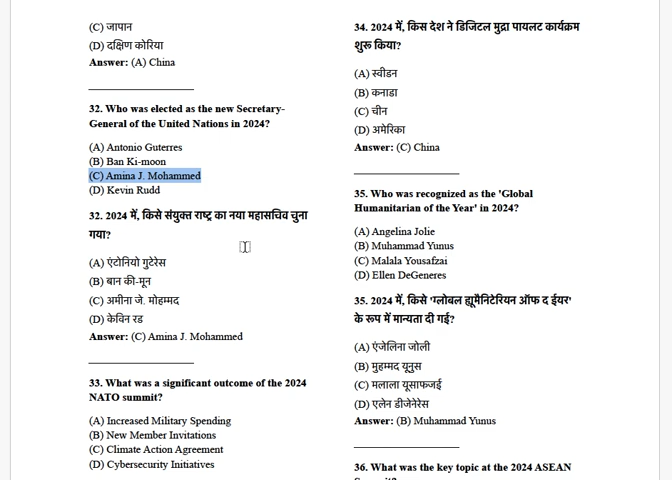 (C) जापान
(D) दक्षिण कोरिया
Answer: (A) China
32. Who was elected as the new Secretary-
General of the United Nations in 2024?
(A) Antonio Guterres
(B) Ban Ki-moon
(C) Amina J. Mohammed
(D) Kevin Rudd
32. 2024 में, किसे संयुक्त राष्ट्र का नया महासचिव चुना
गया?
(A) एंटोनियो गुटेरेस
(B) बान की-मून
(C) अमीना जे. मोहम्मद
(D) केविन रड
Answer: (C) Amina J. Mohammed
33. What was a significant outcome of the 2024
NATO summit?
(A) Increased Military Spending
(B) New Member Invitations
(C) Climate Action Agreement
(D) Cybersecurity Initiatives
34. 2024 में, किस देश ने डिजिटल मुद्रा पायलट कार्यक्रम
शुरू किया?
(A) स्वीडन
(B) कनाडा
(C) चीन
(D) अमेरिका
Answer: (C) China
35. Who was recognized as the 'Global
Humanitarian of the Year' in 2024?
(A) Angelina Jolie
(B) Muhammad Yunus
(C) Malala Yousafzai
(D) Ellen DeGeneres
35. 2024 में, किसे 'ग्लोबल ह्यूमैनिटेरियन ऑफ द ईयर'
के रूप में मान्यता दी गई?
(A) एंजेलिना जोली
(B) मुहम्मद यूनुस
(C) मलाला यूसाफजई
(D) एलेन डीजेनेरेस
Answer: (B) Muhammad Yunus
36. What was the key topic at the 2024 ASEAN